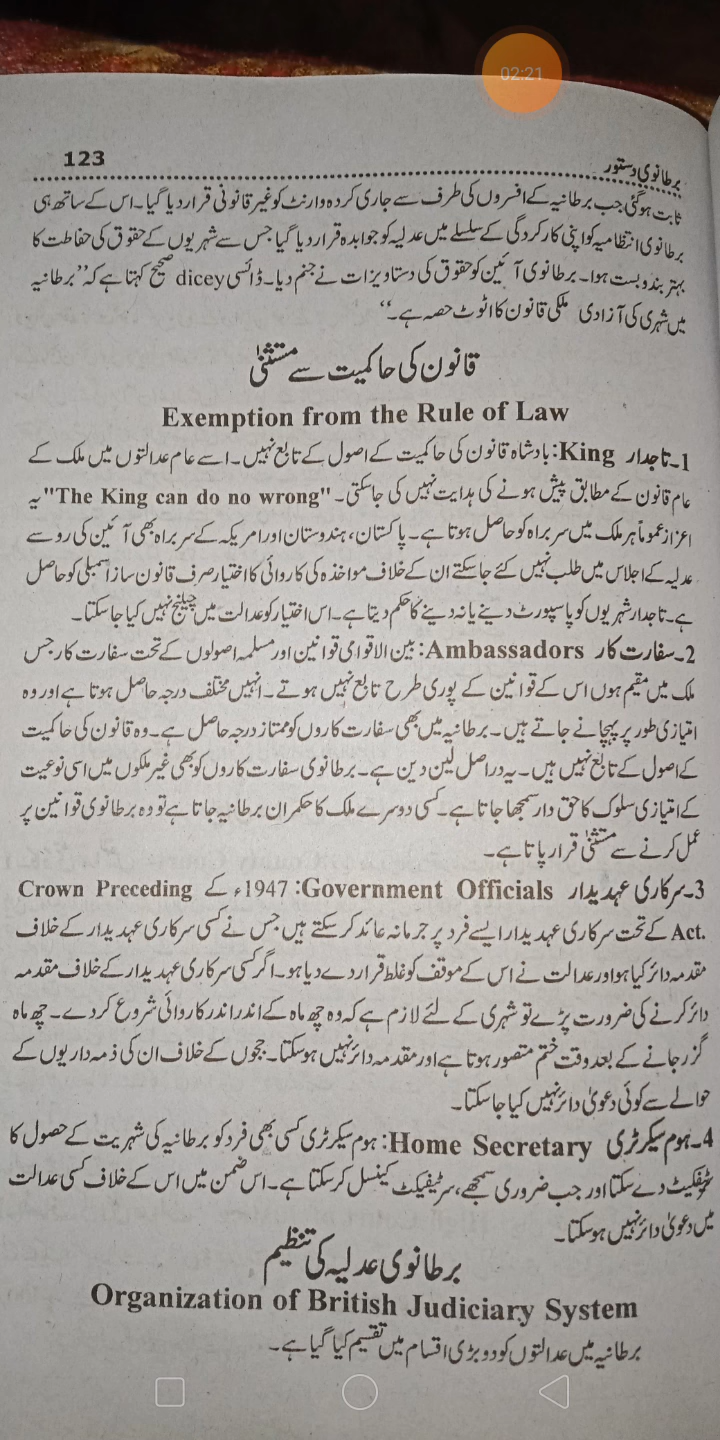 02:21
برطانوی دستور 123
ثابت ہوگئی جب برطانیہ کے افسروں کی طرف سے جاری کردہ وارنٹ کو غیر قانونی قرار دیا گیا۔ اس کے ساتھ ہی
برطانوی انتظامیہ کو اپنی کارکردگی کے سلسلے میں عدلیہ کو جوابدہ قرار دیا گیا جس سے شہریوں کے حقوق کی حفاطت کا
بہتر بندوبست ہوا۔ برطانوی آئین کو حقوق کی دستاویزات نے جنم دیا۔ ڈائسی dicey صحیح کہتا ہے کہ ”برطانیہ
میں شہری کی آزادی ملکی قانون کا اٹوٹ حصہ ہے۔“
قانون کی حاکمیت سے مستثنیٰ
Exemption from the Rule of Law
1۔تاجدار King: بادشاہ قانون کی حاکمیت کے اصول کے تابع نہیں۔ اسے عام عدالتوں میں ملک کے
عام قانون کے مطابق پیش ہونے کی ہدایت نہیں کی جاسکتی۔ "The King can do no wrong" یہ
اعزاز عموماً ہر ملک میں سربراہ کو حاصل ہوتا ہے۔ پاکستان، ہندوستان اور امریکہ کے سربراہ بھی آئین کی رو سے
عدلیہ کے اجلاس میں طلب نہیں کئے جاسکتے ان کے خلاف مواخذہ کی کاروائی کا اختیار صرف قانون ساز اسمبلی کو حاصل
ہے۔ تاجدار شہریوں کو پاسپورٹ دینے یا نہ دینے کا حکم دیتا ہے۔ اس اختیار کو عدالت میں چیلنج نہیں کیا جاسکتا۔
2۔سفارت کار Ambassadors: بین الاقوامی قوانین اور مسلمہ اصولوں کے تحت سفارت کار جس
ملک میں مقیم ہوں اس کے قوانین کے پوری طرح تابع نہیں ہوتے۔ انہیں مختلف درجہ حاصل ہوتا ہے اور وہ
امتیازی طور پر پہچانے جاتے ہیں۔ برطانیہ میں بھی سفارت کاروں کو ممتاز درجہ حاصل ہے۔ وہ قانون کی حاکمیت
کے اصول کے تابع نہیں ہیں۔ یہ دراصل لین دین ہے۔ برطانوی سفارت کاروں کو بھی غیر ملکوں میں اسی نوعیت
کے امتیازی سلوک کا حق دار سمجھا جاتا ہے۔ کسی دوسرے ملک کا حکمران برطانیہ جاتا ہے تو وہ برطانوی قوانین پر
عمل کرنے سے مستثنیٰ قرار پاتا ہے۔
3۔سرکاری عہدیدار Government Officials: 1947ء کے Crown Preceding
Act. کے تحت سرکاری عہدیدار ایسے فرد پر جرمانہ عائد کرسکتے ہیں جس نے کسی سرکاری عہدیدار کے خلاف
مقدمہ دائر کیا ہو اور عدالت نے اس کے موقف کو غلط قرار دے دیا ہو۔ اگر کسی سرکاری عہدیدار کے خلاف مقدمہ
دائر کرنے کی ضرورت پڑے تو شہری کے لئے لازم ہے کہ وہ چھ ماہ کے اندر اندر کاروائی شروع کردے۔ چھ ماہ
گزر جانے کے بعد وقت ختم متصور ہوتا ہے اور مقدمہ دائر نہیں ہوسکتا۔ ججوں کے خلاف ان کی ذمہ داریوں کے
حوالے سے کوئی دعویٰ دائر نہیں کیا جاسکتا۔
4۔ہوم سیکرٹری Home Secretary: ہوم سیکرٹری کسی بھی فرد کو برطانیہ کی شہریت کے حصول کا
دے سکتا اور جب ضروری سمجھے، سرٹیفیکٹ کینسل کرسکتا ہے۔ اس ضمن میں اس کے خلاف کسی عدالت
میں دعویٰ دائر نہیں ہوسکتا۔
برطانوی عدلیہ کی تنظیم
Organization of British Judiciary System
برطانیہ میں عدالتوں کو دو بڑی اقسام میں تقسیم کیا گیا ہے۔